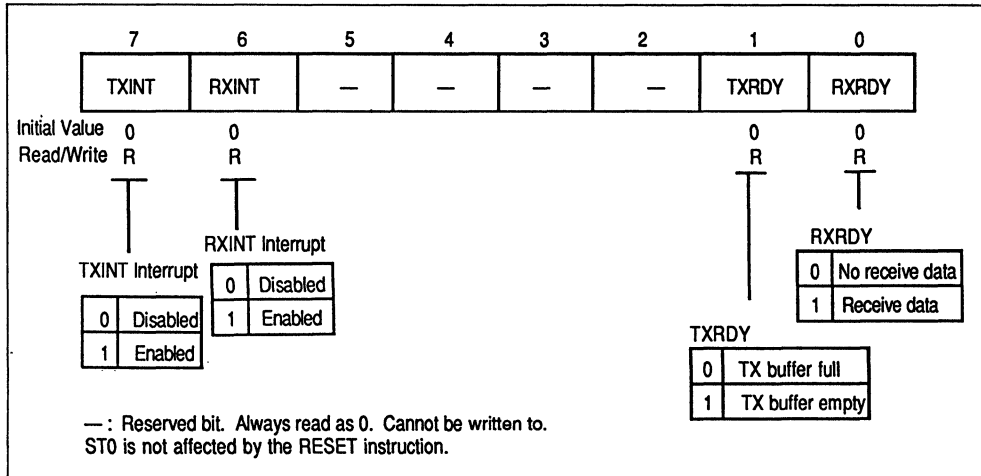 7 6 5 4 3 2 1 0
TXINT RXINT — — — — TXRDY RXRDY
Initial Value 0 0 0 0
Read/Write R R R R
RXRDY
0 No receive data
1 Receive data
RXINT Interrupt
0 Disabled
1 Enabled
TXINT Interrupt
0 Disabled
1 Enabled
TXRDY
0 TX buffer full
1 TX buffer empty
— : Reserved bit. Always read as 0. Cannot be written to.
ST0 is not affected by the RESET instruction.